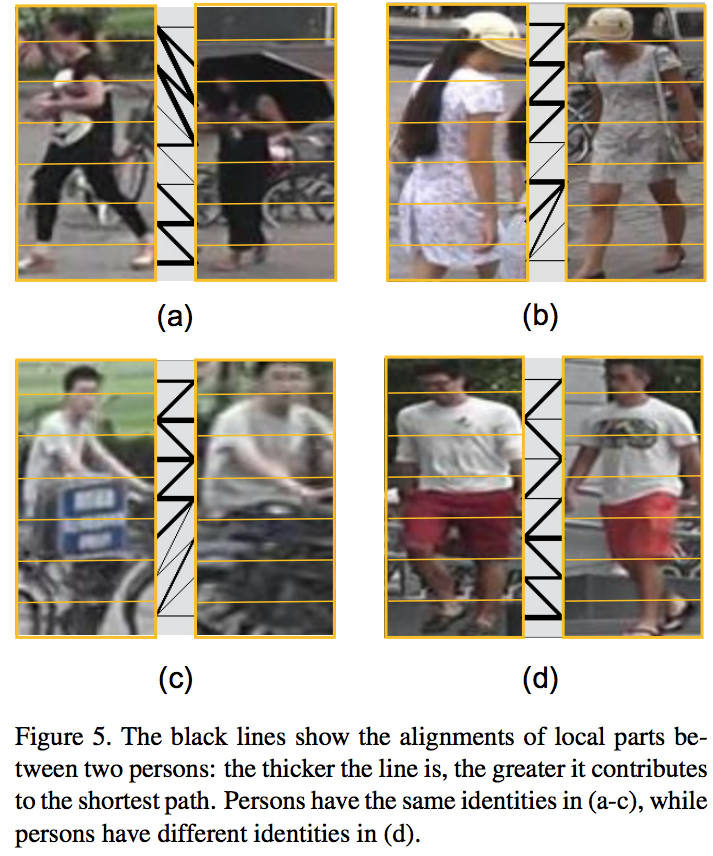 (a)
(b)
(c)
(d)
Figure 5. The black lines show the alignments of local parts be-
tween two persons: the thicker the line is, the greater it contributes
to the shortest path. Persons have the same identities in (a-c), while
persons have different identities in (d).